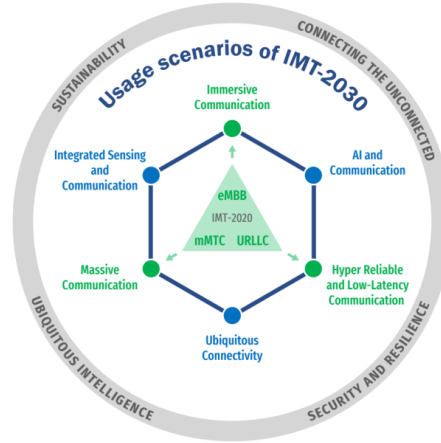 SUSTAINABILITY
CONNECTING THE UNCONNECTED
Usage scenarios of IMT-2030
Immersive
Communication
Integrated Sensing
and
Communication
AI and
Communication
eMBB
IMT-2020
mMTC URLLC
Massive
Communication
Hyper Reliable
and Low-Latency
Communication
Ubiquitous
Connectivity
UBIQUITOUS INTELLIGENCE
SECURITY AND RESILIENCE